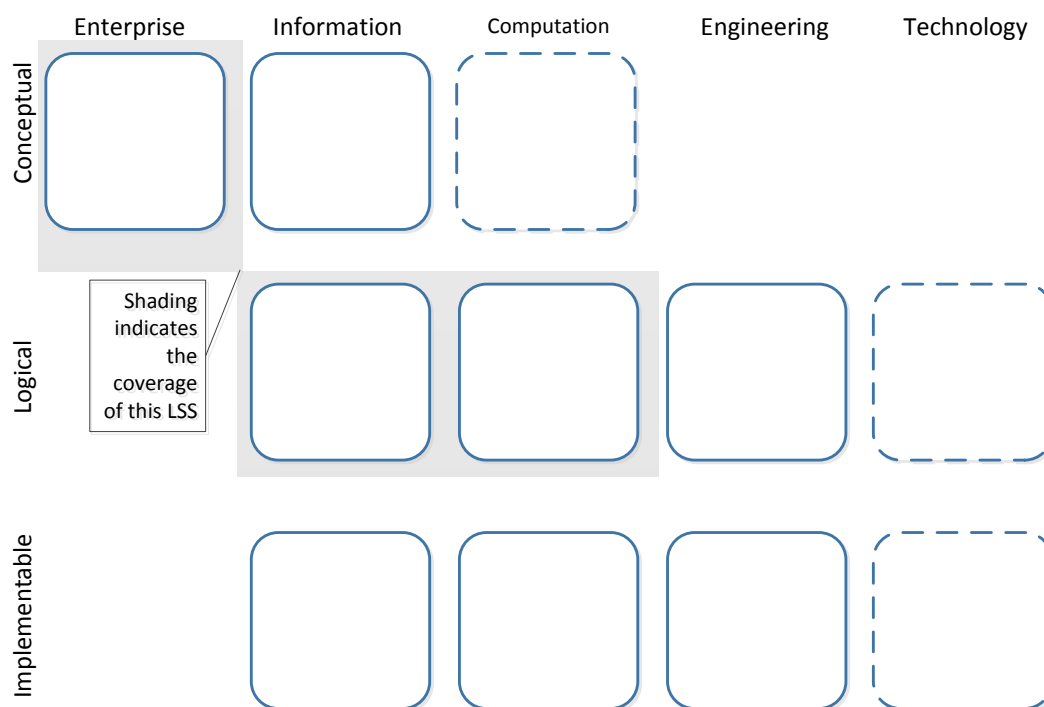 Enterprise
Information
Computation
Engineering
Technology
Conceptual
Shading
indicates
the
coverage
of this LSS
Logical
Implementable